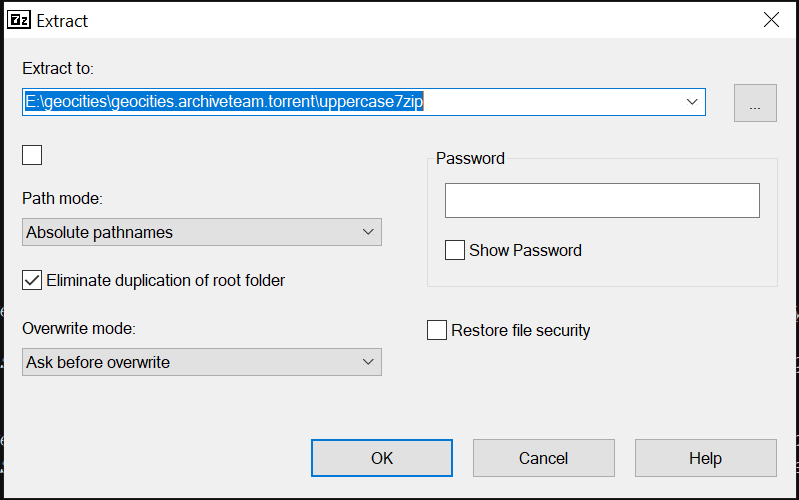 7z Extract
Extract to:
E:\geocities\geocities.archiveteam.torrent\uppercase7zip
...
Password
Path mode:
Absolute pathnames
Show Password
Eliminate duplication of root folder
Overwrite mode:
Restore file security
Ask before overwrite
OK Cancel Help